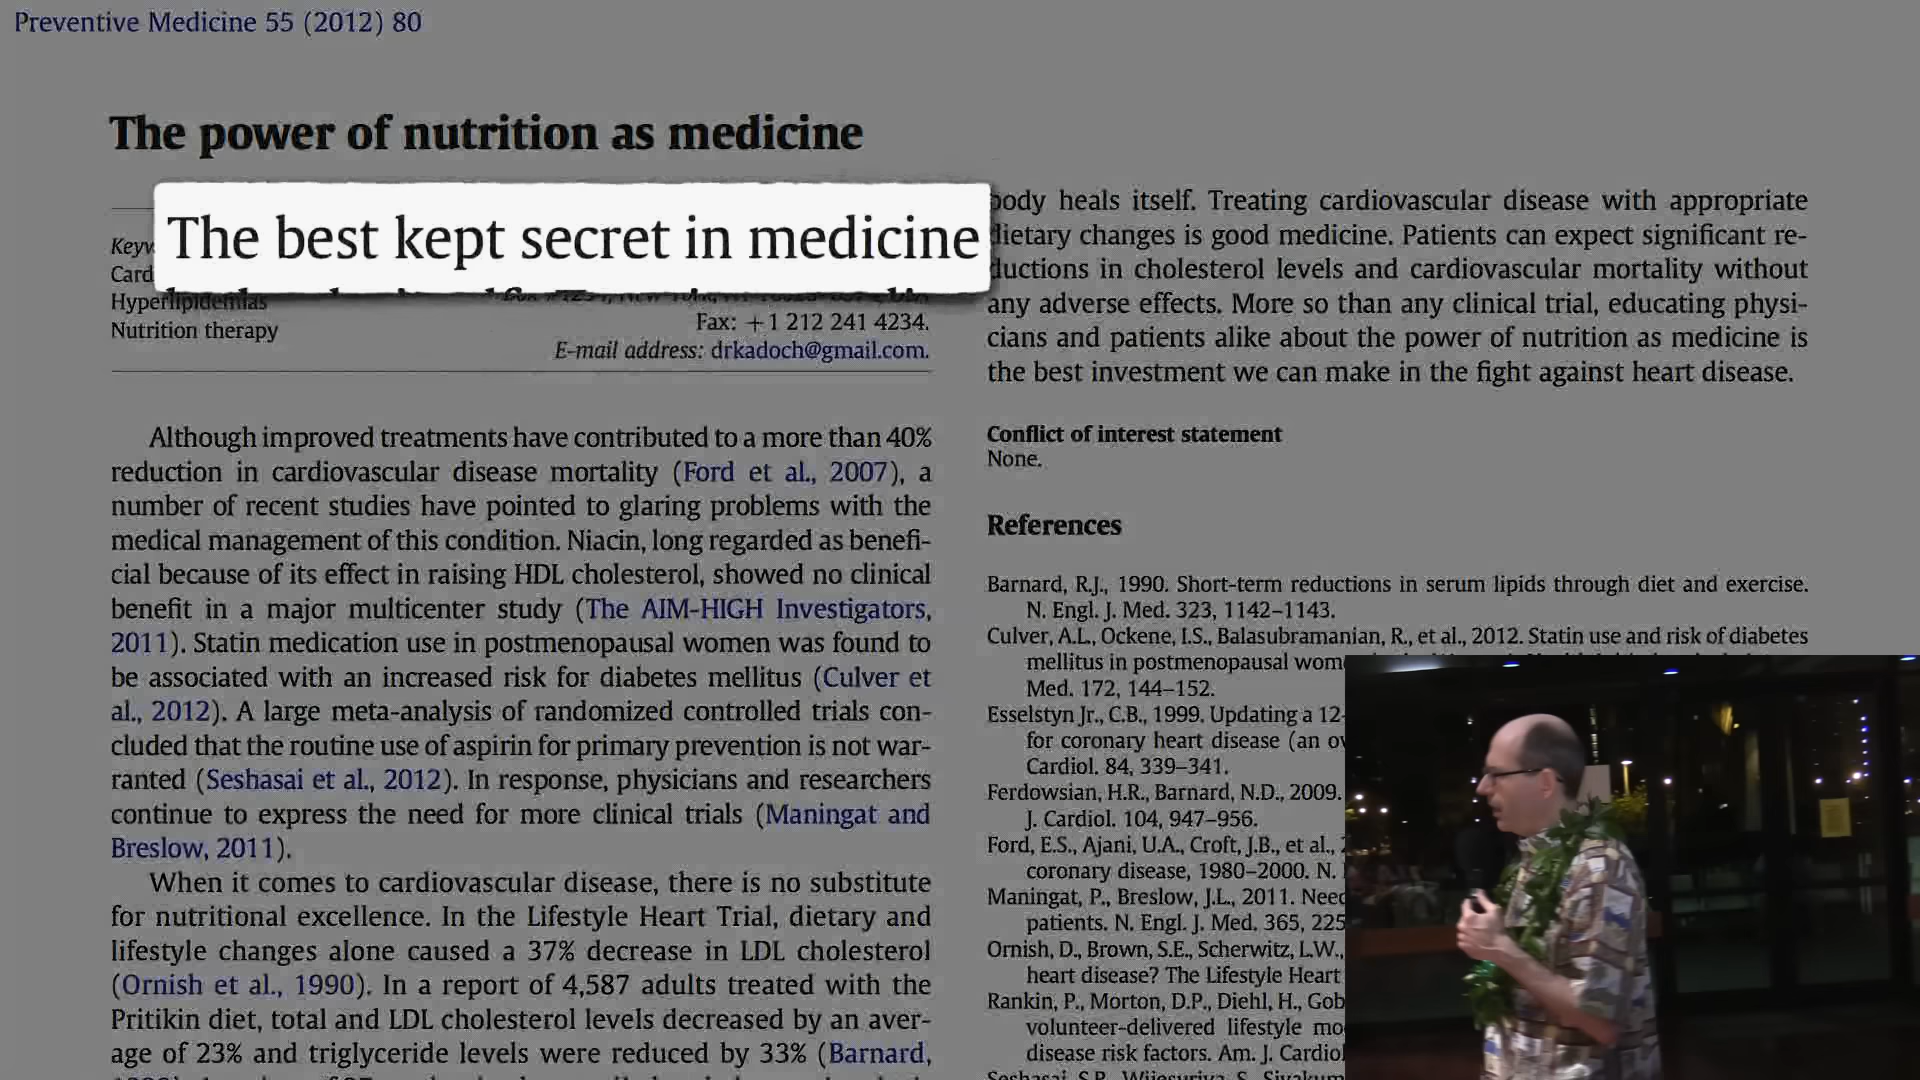 Preventive Medicine 55 (2012) 80
The power of nutrition as medicine
The best kept secret in medicine
Hyperlipidemias
Nutrition therapy
Fax: +1 212 241 4234.
E-mail address: drkadoch@gmail.com.
Although improved treatments have contributed to a more than 40%
reduction in cardiovascular disease mortality (Ford et al., 2007), a
number of recent studies have pointed to glaring problems with the
medical management of this condition. Niacin, long regarded as benefi-
cial because of its effect in raising HDL cholesterol, showed no clinical
benefit in a major multicenter study (The AIM-HIGH Investigators,
2011). Statin medication use in postmenopausal women was found to
be associated with an increased risk for diabetes mellitus (Culver et
al., 2012). A large meta-analysis of randomized controlled trials con-
cluded that the routine use of aspirin for primary prevention is not war-
ranted (Seshasai et al., 2012). In response, physicians and researchers
continue to express the need for more clinical trials (Maningat and
Breslow, 2011).
When it comes to cardiovascular disease, there is no substitute
for nutritional excellence. In the Lifestyle Heart Trial, dietary and
lifestyle changes alone caused a 37% decrease in LDL cholesterol
(Ornish et al., 1990). In a report of 4,587 adults treated with the
Pritikin diet, total and LDL cholesterol levels decreased by an aver-
age of 23% and triglyceride levels were reduced by 33% (Barnard,
body heals itself. Treating cardiovascular disease with appropriate
dietary changes is good medicine. Patients can expect significant re-
ductions in cholesterol levels and cardiovascular mortality without
any adverse effects. More so than any clinical trial, educating physi-
cians and patients alike about the power of nutrition as medicine is
the best investment we can make in the fight against heart disease.
Conflict of interest statement
None.
References
Barnard, R.J., 1990. Short-term reductions in serum lipids through diet and exercise.
N. Engl. J. Med. 323, 1142–1143.
Culver, A.L., Ockene, I.S., Balasubramanian, R., et al., 2012. Statin use and risk of diabetes
mellitus in postmenopausal
Med. 172, 144–152.
Esselstyn Jr., C.B., 1999. Updating a 12-
for coronary heart disease (an
Cardiol. 84, 339–341.
Ferdowsian, H.R., Barnard, N.D., 2009.
J. Cardiol. 104, 947–956.
Ford, E.S., Ajani, U.A., Croft, J.B., et al.,
coronary disease, 1980–2000. N.
Maningat, P., Breslow, J.L., 2011. Need
patients. N. Engl. J. Med. 365, 225
Ornish, D., Brown, S.E., Scherwitz, L.W.,
heart disease? The Lifestyle Heart
Rankin, P., Morton, D.P., Diehl, H., Gob
volunteer-delivered lifestyle mo
disease risk factors. Am. J. Cardiol